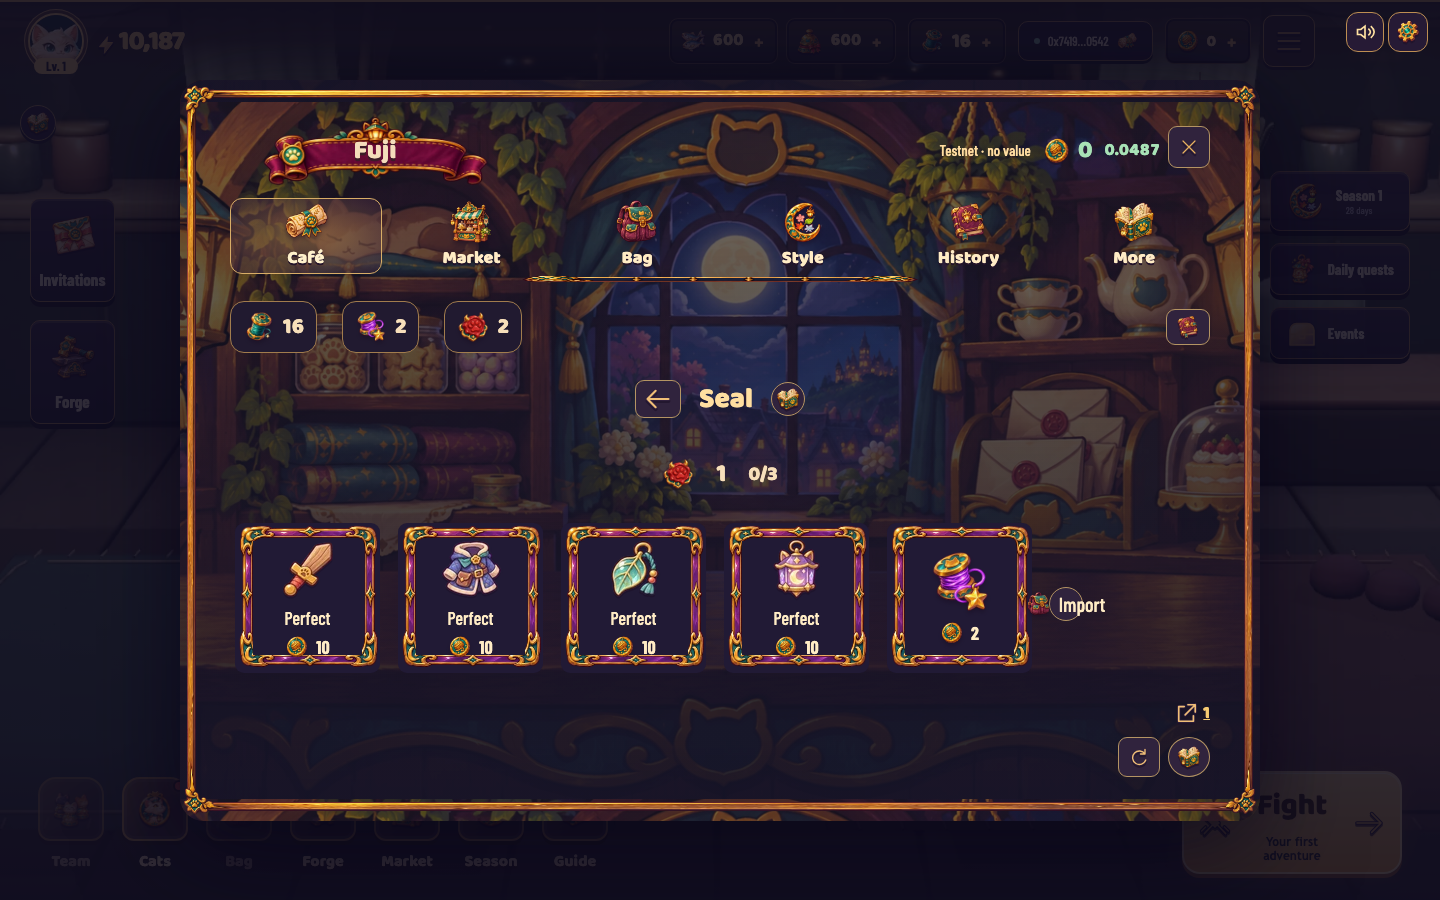 10,187
600 +
600 +
16 +
0x7419...0542
0 +
Lv. 1
Fuji
Testnet · no value
0 0.0487
Café
Market
Bag
Style
History
More
Season 1
28 days
Invitations
Daily quests
16
2
2
Events
Forge
Seal
1 0/3
Perfect
10
Perfect
10
Perfect
10
Perfect
10
2
Import
1
Fight
Your first
adventure
Team
Cats
Bag
Forge
Market
Season
Guide